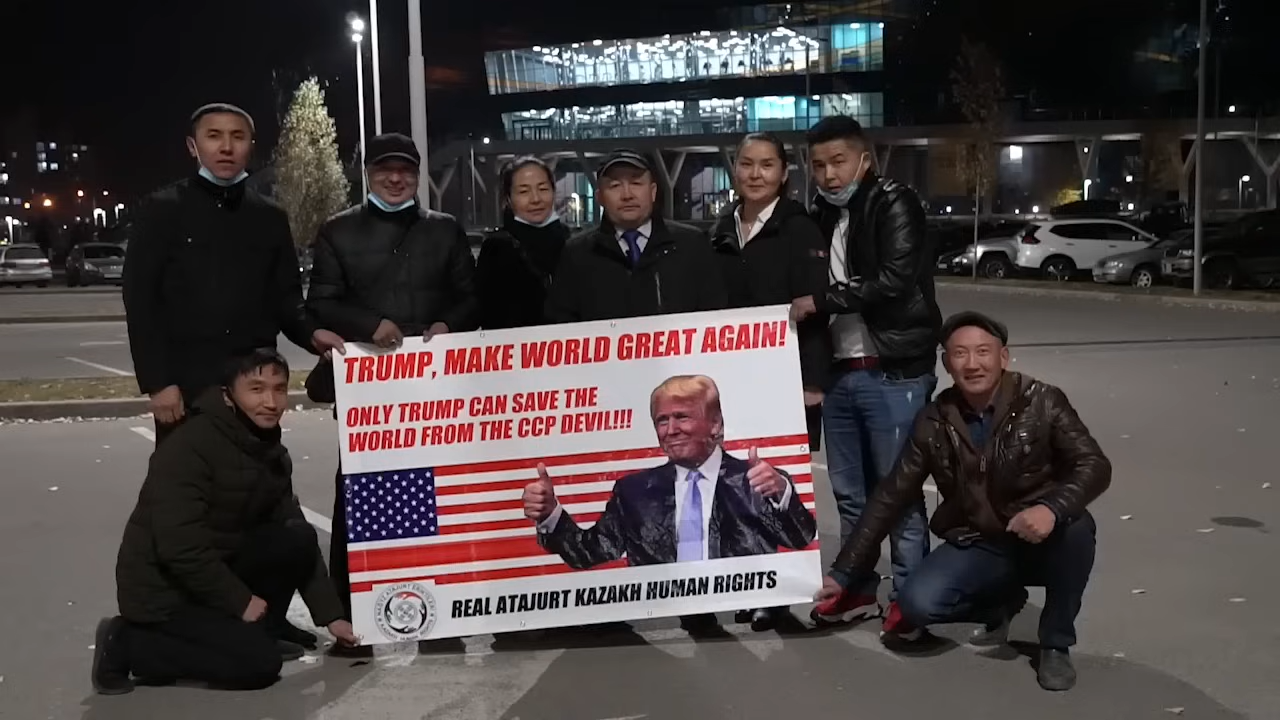 TRUMP, MAKE WORLD GREAT AGAIN!
ONLY TRUMP CAN SAVE THE
WORLD FROM THE CCP DEVIL!!!
REAL ATAJURT KAZAKH HUMAN RIGHTS